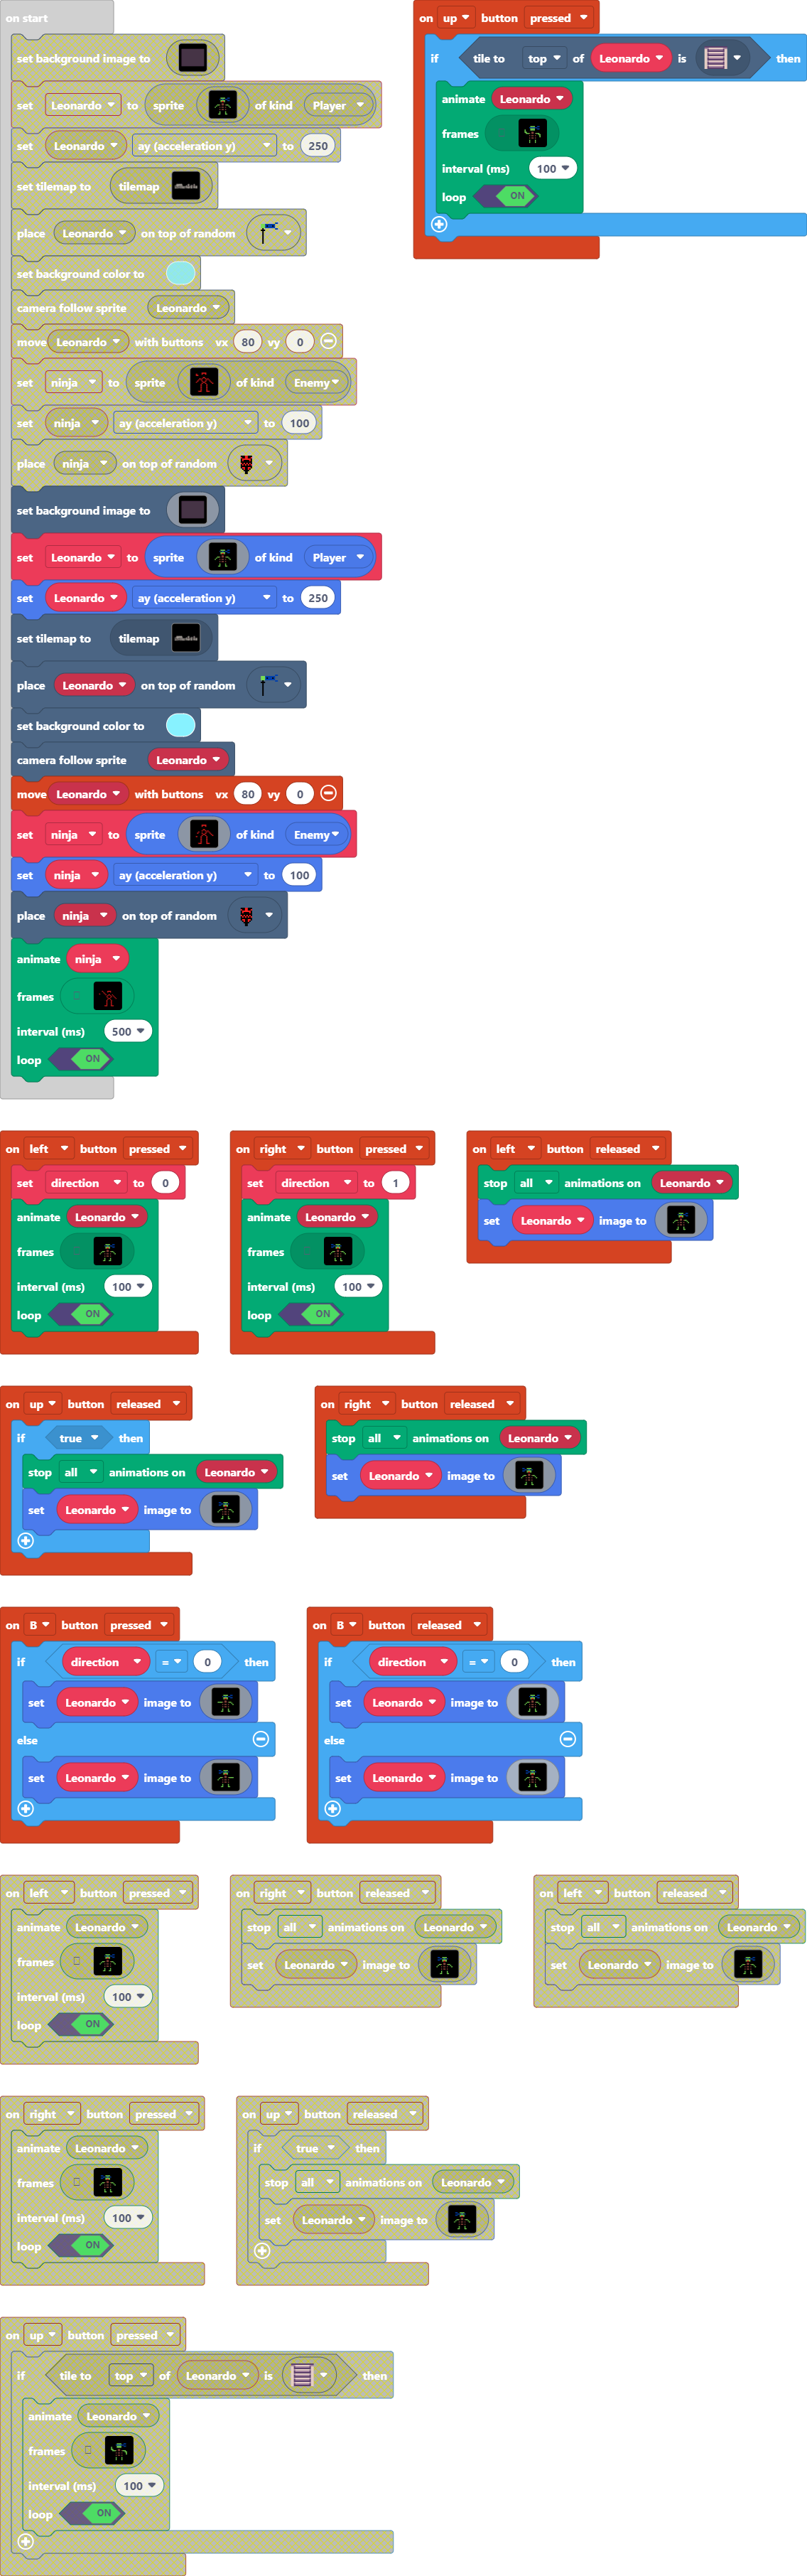 on start
set background image to
set Leonardo to sprite of kind Player
set Leonardo ay (acceleration y) to 250
set tilemap to tilemap
place Leonardo on top of random
set background color to
camera follow sprite Leonardo
move Leonardo with buttons vx 80 vy 0
set ninja to sprite of kind Enemy
set ninja ay (acceleration y) to 100
place ninja on top of random
set background image to
set Leonardo to sprite of kind Player
set Leonardo ay (acceleration y) to 250
set tilemap to tilemap
place Leonardo on top of random
set background color to
camera follow sprite Leonardo
move Leonardo with buttons vx 80 vy 0
set ninja to sprite of kind Enemy
set ninja ay (acceleration y) to 100
place ninja on top of random
animate ninja
frames
interval (ms) 500
loop ON
on up button pressed
if tile to top of Leonardo is then
animate Leonardo
frames
interval (ms) 100
loop ON
on left button pressed
set direction to 0
animate Leonardo
frames
interval (ms) 100
loop ON
on right button pressed
set direction to 1
animate Leonardo
frames
interval (ms) 100
loop ON
on left button released
stop all animations on Leonardo
set Leonardo image to
on up button released
if true then
stop all animations on Leonardo
set Leonardo image to
on right button released
stop all animations on Leonardo
set Leonardo image to
on B button pressed
if direction = 0 then
set Leonardo image to
else
set Leonardo image to
on B button released
if direction = 0 then
set Leonardo image to
else
set Leonardo image to
on left button pressed
animate Leonardo
frames
interval (ms) 100
loop ON
on right button released
stop all animations on Leonardo
set Leonardo image to
on left button released
stop all animations on Leonardo
set Leonardo image to
on right button pressed
animate Leonardo
frames
interval (ms) 100
loop ON
on up button released
if true then
stop all animations on Leonardo
set Leonardo image to
on up button pressed
if tile to top of Leonardo is then
animate Leonardo
frames
interval (ms) 100
loop ON